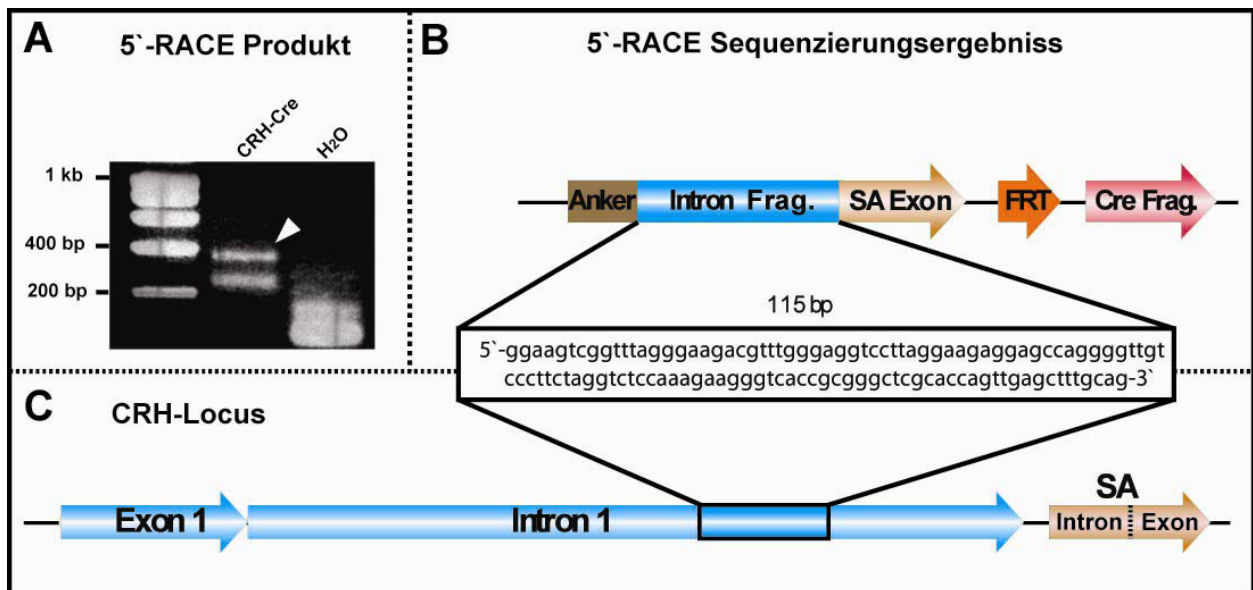 A
5`-RACE Produkt
CRH-Cre
H₂O
1 kb
400 bp
200 bp
B
5`-RACE Sequenzierungsergebniss
Anker
Intron Frag.
SA Exon
FRT
Cre Frag.
115 bp
5`-ggaagtcggtttagggaagacgtttgggaggtccttaggaagaggagccaggggttgt
cccttctaggtctccaaagaagggtcaccgcgggctcgcaccagttgagctttgcag-3`
C
CRH-Locus
Exon 1
Intron 1
SA
Intron
Exon